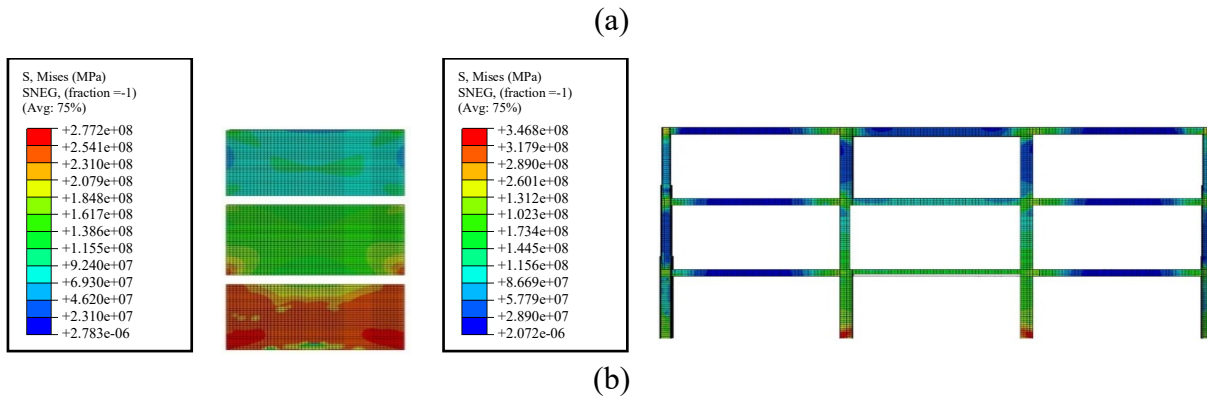 (a)
S, Mises (MPa)
SNEG, (fraction =-1)
(Avg: 75%)
+2.772e+08
+2.541e+08
+2.310e+08
+2.079e+08
+1.848e+08
+1.617e+08
+1.386e+08
+1.155e+08
+9.240e+07
+6.930e+07
+4.620e+07
+2.310e+07
+2.783e-06
S, Mises (MPa)
SNEG, (fraction =-1)
(Avg: 75%)
+3.468e+08
+3.179e+08
+2.890e+08
+2.601e+08
+1.312e+08
+1.023e+08
+1.734e+08
+1.445e+08
+1.156e+08
+8.669e+07
+5.779e+07
+2.890e+07
+2.072e-06
(b)